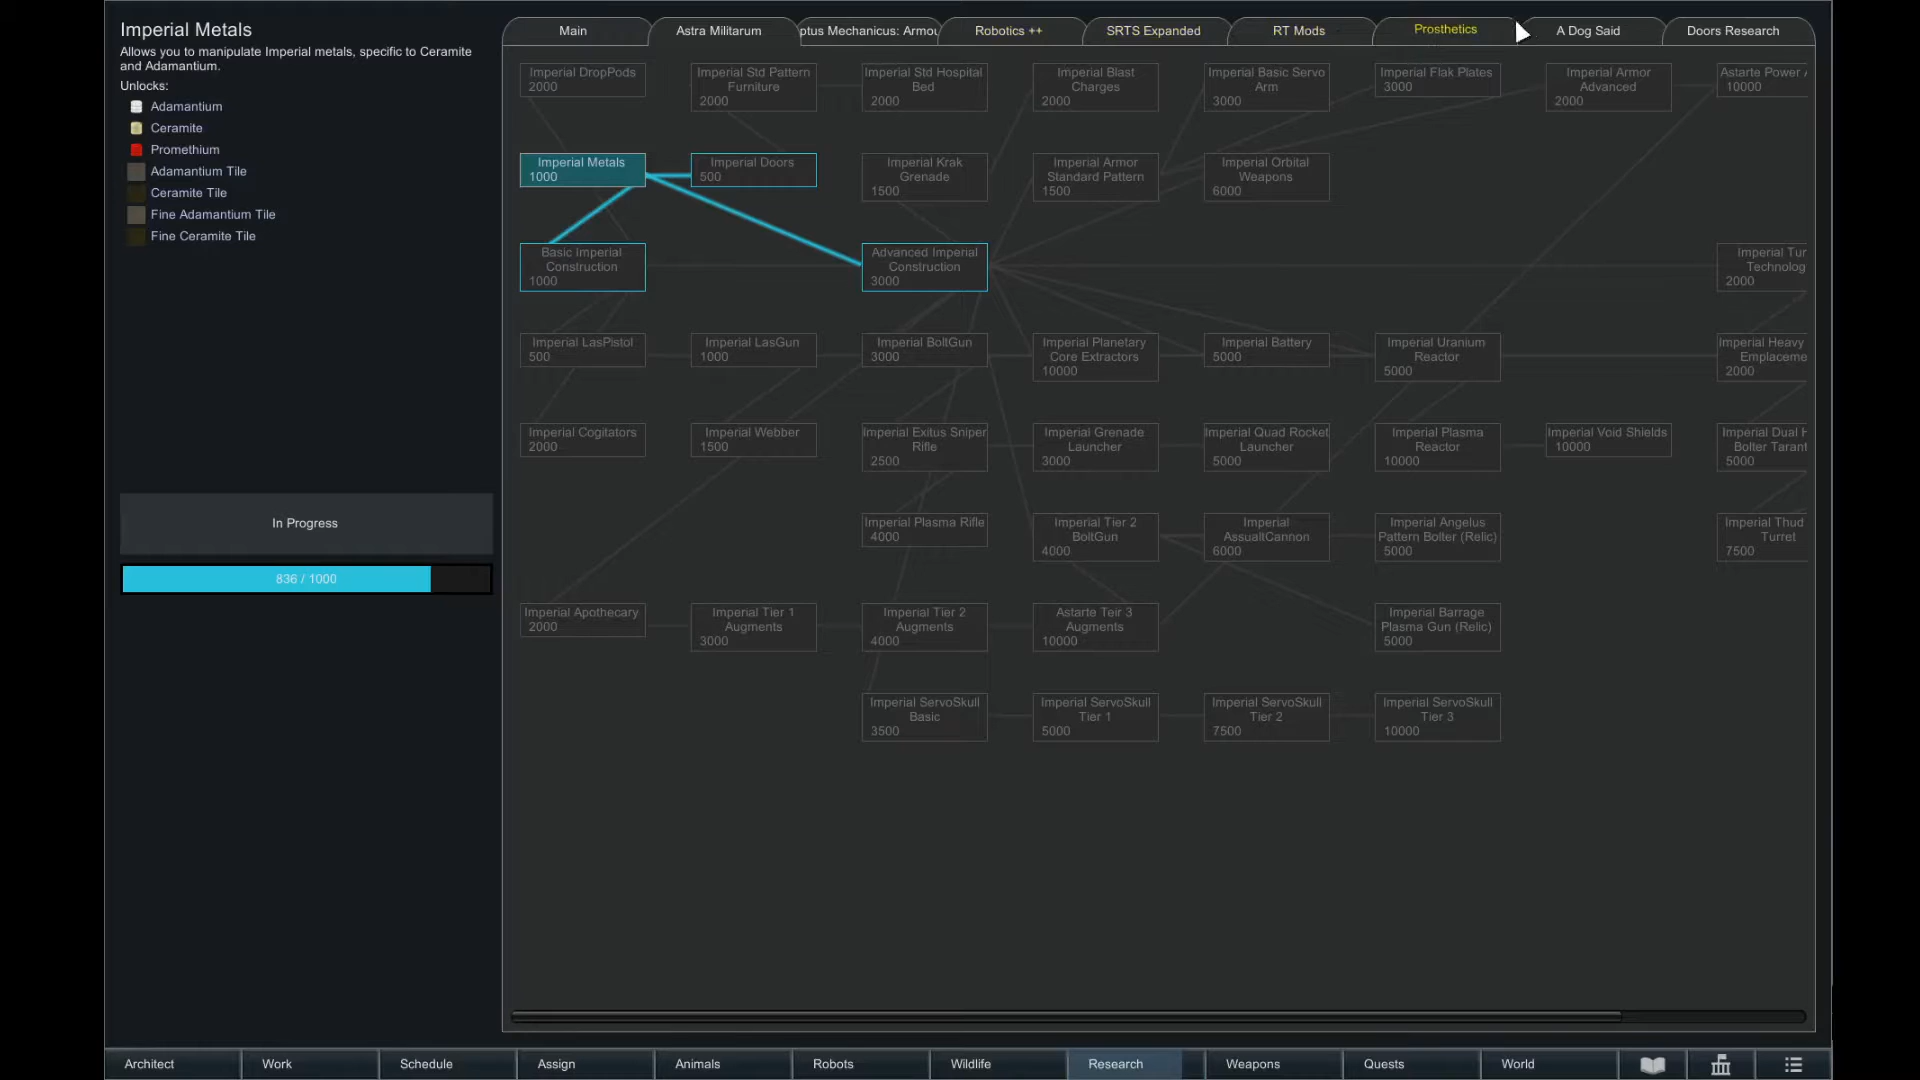 Imperial Metals
Allows you to manipulate Imperial metals, specific to Ceramite
and Adamantium.
Unlocks:
Adamantium
Ceramite
Promethium
Adamantium Tile
Ceramite Tile
Fine Adamantium Tile
Fine Ceramite Tile
In Progress
836 / 1000
Main
Astra Militarum
ptus Mechanicus: Armou
Robotics ++
SRTS Expanded
RT Mods
Prosthetics
A Dog Said
Doors Research
Imperial DropPods
2000
Imperial Std Pattern
Furniture
2000
Imperial Std Hospital
Bed
2000
Imperial Blast
Charges
2000
Imperial Basic Servo
Arm
3000
Imperial Flak Plates
3000
Imperial Armor
Advanced
2000
Astarte Power
10000
Imperial Metals
1000
Imperial Doors
500
Imperial Krak
Grenade
1500
Imperial Armor
Standard Pattern
1500
Imperial Orbital
Weapons
6000
Basic Imperial
Construction
1000
Advanced Imperial
Construction
3000
Imperial Tur
Technolog
2000
Imperial LasPistol
500
Imperial LasGun
1000
Imperial BoltGun
3000
Imperial Planetary
Core Extractors
10000
Imperial Battery
5000
Imperial Uranium
Reactor
5000
Imperial Heavy
Emplaceme
2000
Imperial Cogitators
2000
Imperial Webber
1500
Imperial Exitus Sniper
Rifle
2500
Imperial Grenade
Launcher
3000
Imperial Quad Rocket
Launcher
5000
Imperial Plasma
Reactor
10000
Imperial Void Shields
10000
Imperial Dual H
Bolter Tarant
5000
Imperial Plasma Rifle
4000
Imperial Tier 2
BoltGun
4000
Imperial
AssualtCannon
6000
Imperial Angelus
Pattern Bolter (Relic)
5000
Imperial Thud
Turret
7500
Imperial Apothecary
2000
Imperial Tier 1
Augments
3000
Imperial Tier 2
Augments
4000
Astarte Teir 3
Augments
10000
Imperial Barrage
Plasma Gun (Relic)
5000
Imperial ServoSkull
Basic
3500
Imperial ServoSkull
Tier 1
5000
Imperial ServoSkull
Tier 2
7500
Imperial ServoSkull
Tier 3
10000
Architect
Work
Schedule
Assign
Animals
Robots
Wildlife
Research
Weapons
Quests
World